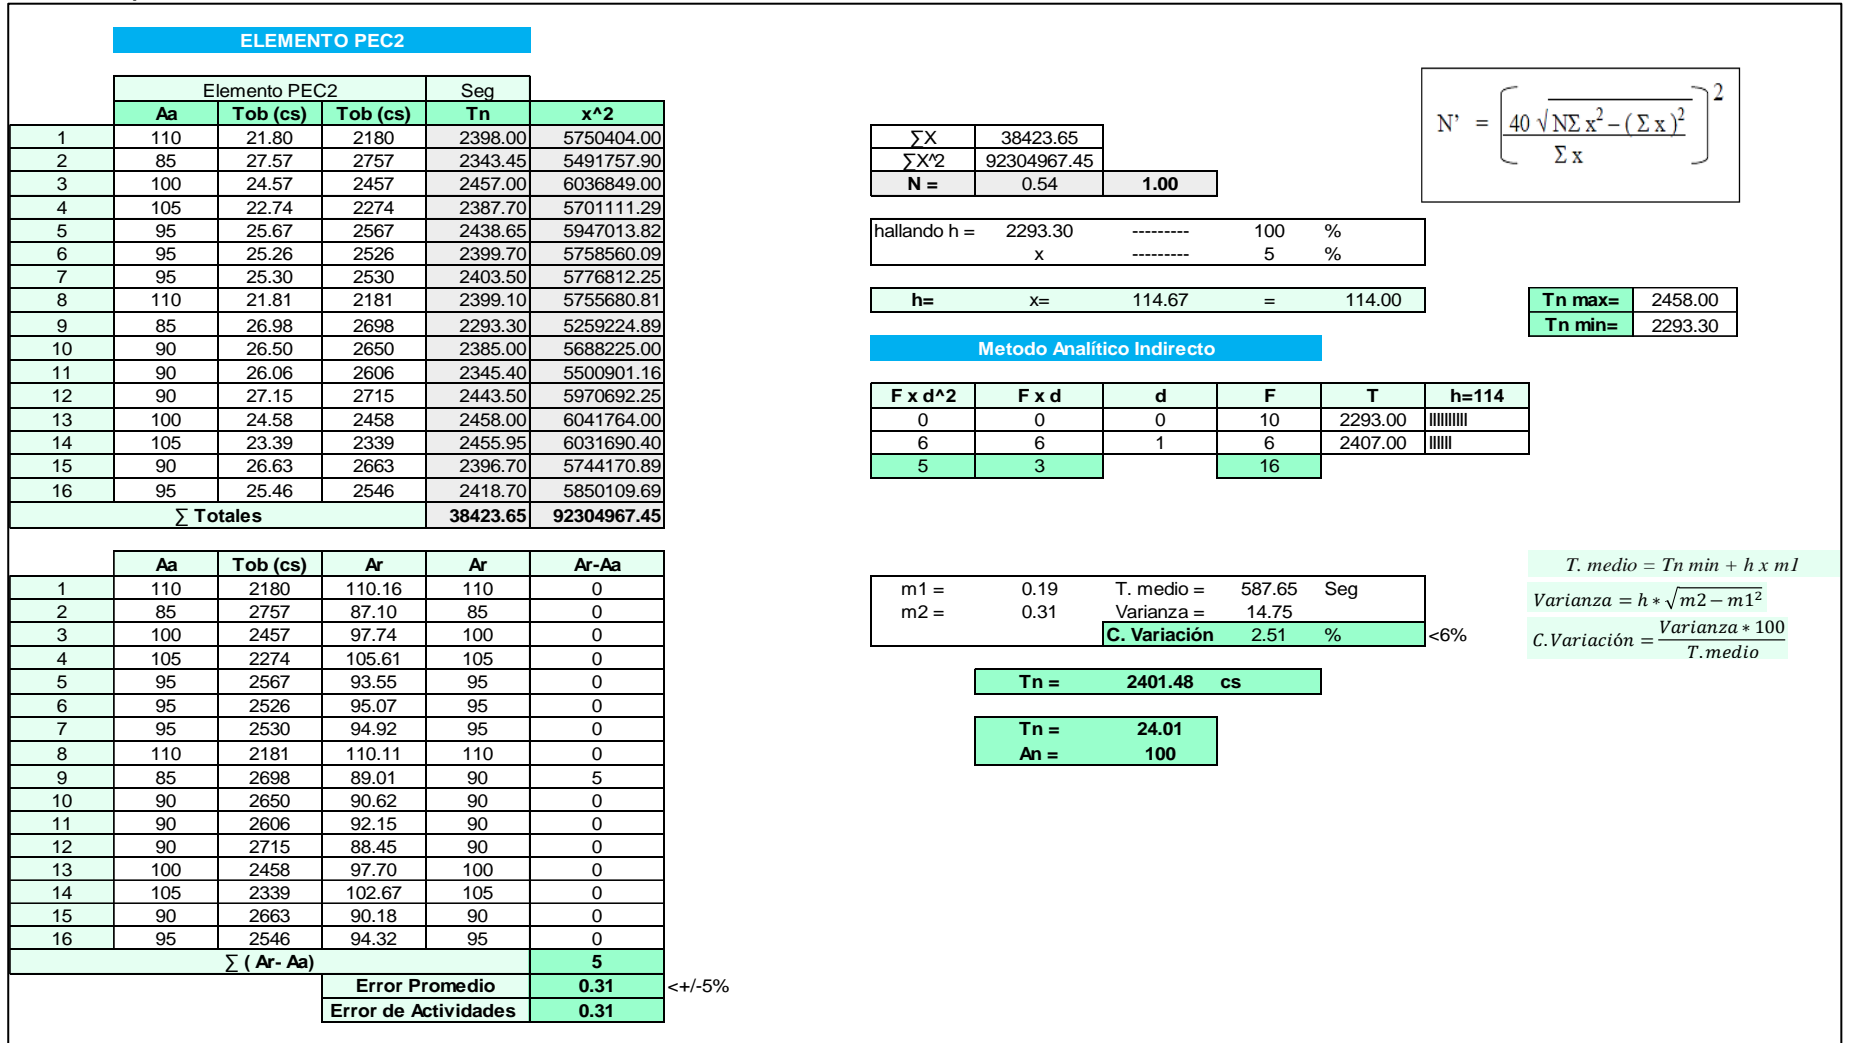 ELEMENTO PEC2
Elemento PEC2 Seg
Aa Tob (cs) Tob (cs) Tn x^2
1 110 21.80 2180 2398.00 5750404.00
2 85 27.57 2757 2343.45 5491757.90
3 100 24.57 2457 2457.00 6036849.00
4 105 22.74 2274 2387.70 5701111.29
5 95 25.67 2567 2438.65 5947013.82
6 95 25.26 2526 2399.70 5758560.09
7 95 25.30 2530 2403.50 5776812.25
8 110 21.81 2181 2399.10 5755680.81
9 85 26.98 2698 2293.30 5259224.89
10 90 26.50 2650 2385.00 5688225.00
11 90 26.06 2606 2345.40 5500901.16
12 90 27.15 2715 2443.50 5970692.25
13 100 24.58 2458 2458.00 6041764.00
14 105 23.39 2339 2455.95 6031690.40
15 90 26.63 2663 2396.70 5744170.89
16 95 25.46 2546 2418.70 5850109.69
∑ Totales 38423.65 92304967.45
∑X 38423.65
∑X^2 92304967.45
N = 0.54 1.00
N' = [40 √NΣ x² – (Σ x)² / Σ x]²
hallando h = 2293.30 --------- 100 %
x --------- 5 %
h= x= 114.67 = 114.00
Tn max= 2458.00
Tn min= 2293.30
Metodo Analítico Indirecto
F x d^2 F x d d F T h=114
0 0 0 10 2293.00 IIIIIIIIII
6 6 1 6 2407.00 IIIIII
5 3 16
Aa Tob (cs) Ar Ar Ar-Aa
1 110 2180 110.16 110 0
2 85 2757 87.10 85 0
3 100 2457 97.74 100 0
4 105 2274 105.61 105 0
5 95 2567 93.55 95 0
6 95 2526 95.07 95 0
7 95 2530 94.92 95 0
8 110 2181 110.11 110 0
9 85 2698 89.01 90 5
10 90 2650 90.62 90 0
11 90 2606 92.15 90 0
12 90 2715 88.45 90 0
13 100 2458 97.70 100 0
14 105 2339 102.67 105 0
15 90 2663 90.18 90 0
16 95 2546 94.32 95 0
∑ ( Ar- Aa) 5
Error Promedio 0.31 <+/-5%
Error de Actividades 0.31
m1 = 0.19 T. medio = 587.65 Seg
m2 = 0.31 Varianza = 14.75
C. Variación 2.51 % <6%
Tn = 2401.48 cs
Tn = 24.01
An = 100
T. medio = Tn min + h x m1
Varianza = h * √m2 − m1²
C.Variación = Varianza * 100 / T.medio